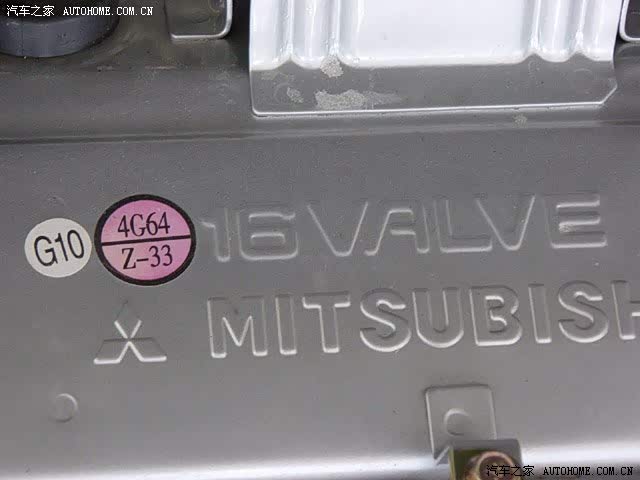 汽车之家 AUTOHOME.COM.CN
G10
4G64
Z-33
16VALVE
MITSUBISH
汽车之家 AUTOHOME.COM.CN